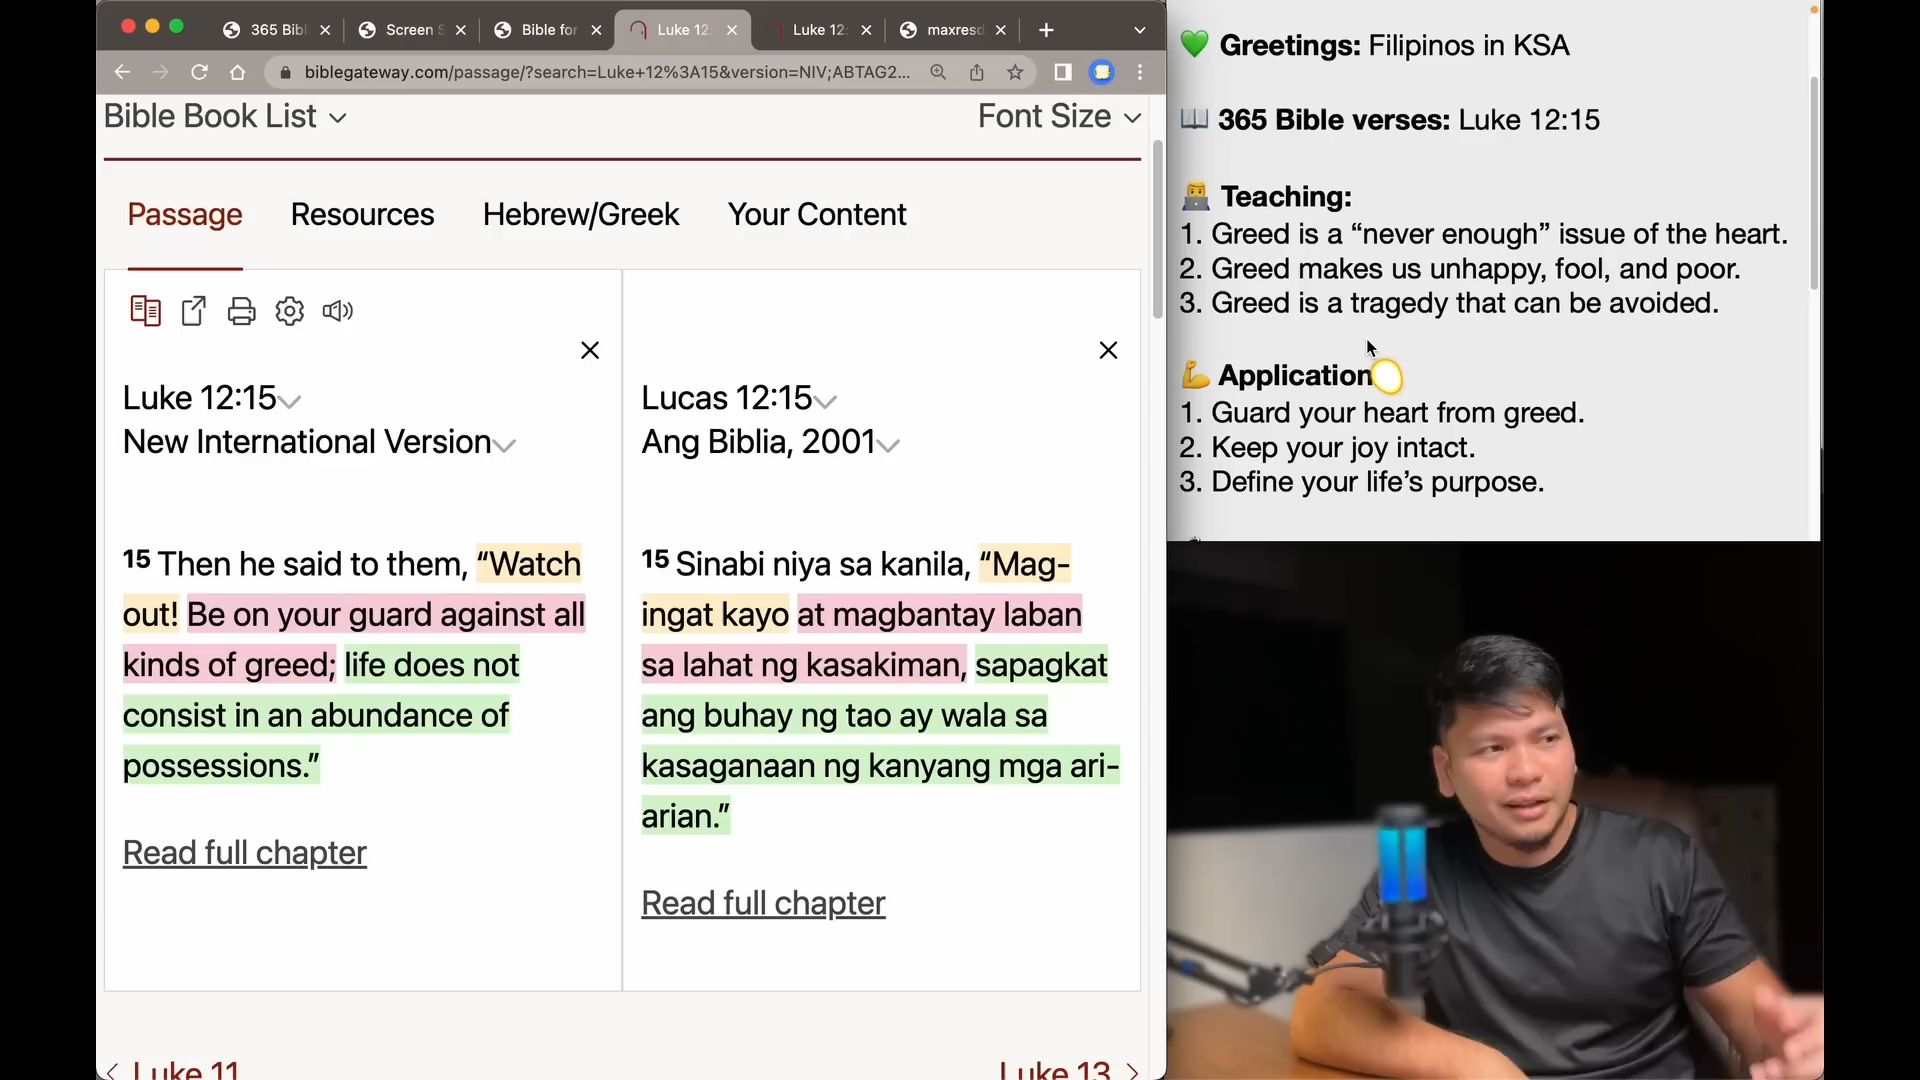 365 Bibl
Screen S
Bible for
Luke 12:
Luke 12:
maxresd
biblegateway.com/passage/?search=Luke+12%3A15&version=NIV;ABTAG2...
Bible Book List
Font Size
Passage
Resources
Hebrew/Greek
Your Content
Luke 12:15
New International Version
15 Then he said to them, “Watch
out! Be on your guard against all
kinds of greed; life does not
consist in an abundance of
possessions.”
Read full chapter
Lucas 12:15
Ang Biblia, 2001
15 Sinabi niya sa kanila, “Mag-
ingat kayo at magbantay laban
sa lahat ng kasakiman, sapagkat
ang buhay ng tao ay wala sa
kasaganaan ng kanyang mga ari-
arian.”
Read full chapter
Luke 11
Luke 13
Greetings: Filipinos in KSA
365 Bible verses: Luke 12:15
Teaching:
1. Greed is a “never enough” issue of the heart.
2. Greed makes us unhappy, fool, and poor.
3. Greed is a tragedy that can be avoided.
Application
1. Guard your heart from greed.
2. Keep your joy intact.
3. Define your life’s purpose.